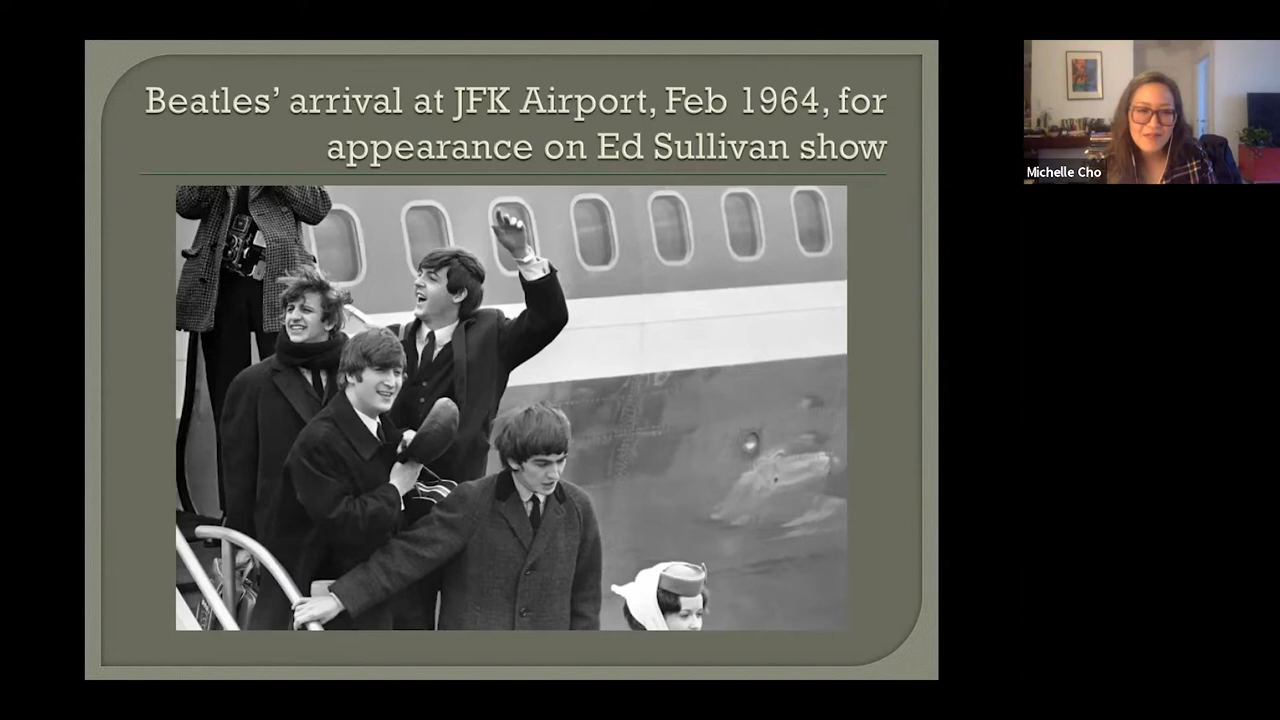 Beatles’ arrival at JFK Airport, Feb 1964, for
appearance on Ed Sullivan show
Michelle Cho